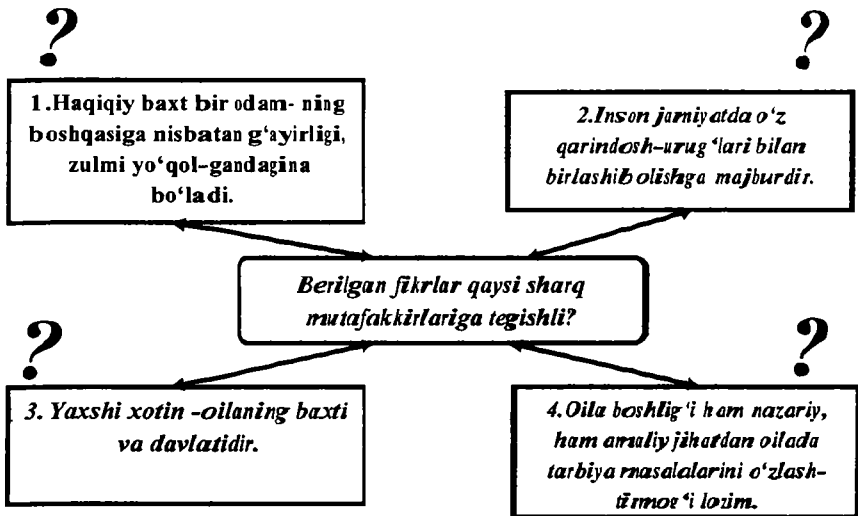 ?
?
1.Haqiqiy baxt bir odam- ning
boshqasiga nisbatan g‘ayirligi,
zulmi yo‘qol-gandagina
bo‘ladi.
2.Inson jamiyatda o‘z
qarindosh-urug‘lari bilan
birlashib olishga majburdir.
Berilgan fikrlar qaysi sharq
mutafakkirlariga tegishli?
?
?
3. Yaxshi xotin -oilaning baxti
va davlatidir.
4.Oila boshlig‘i ham nazariy,
ham amaliy jihatdan oilada
tarbiya masalalarini o‘zlash-
tirmog‘i lozim.